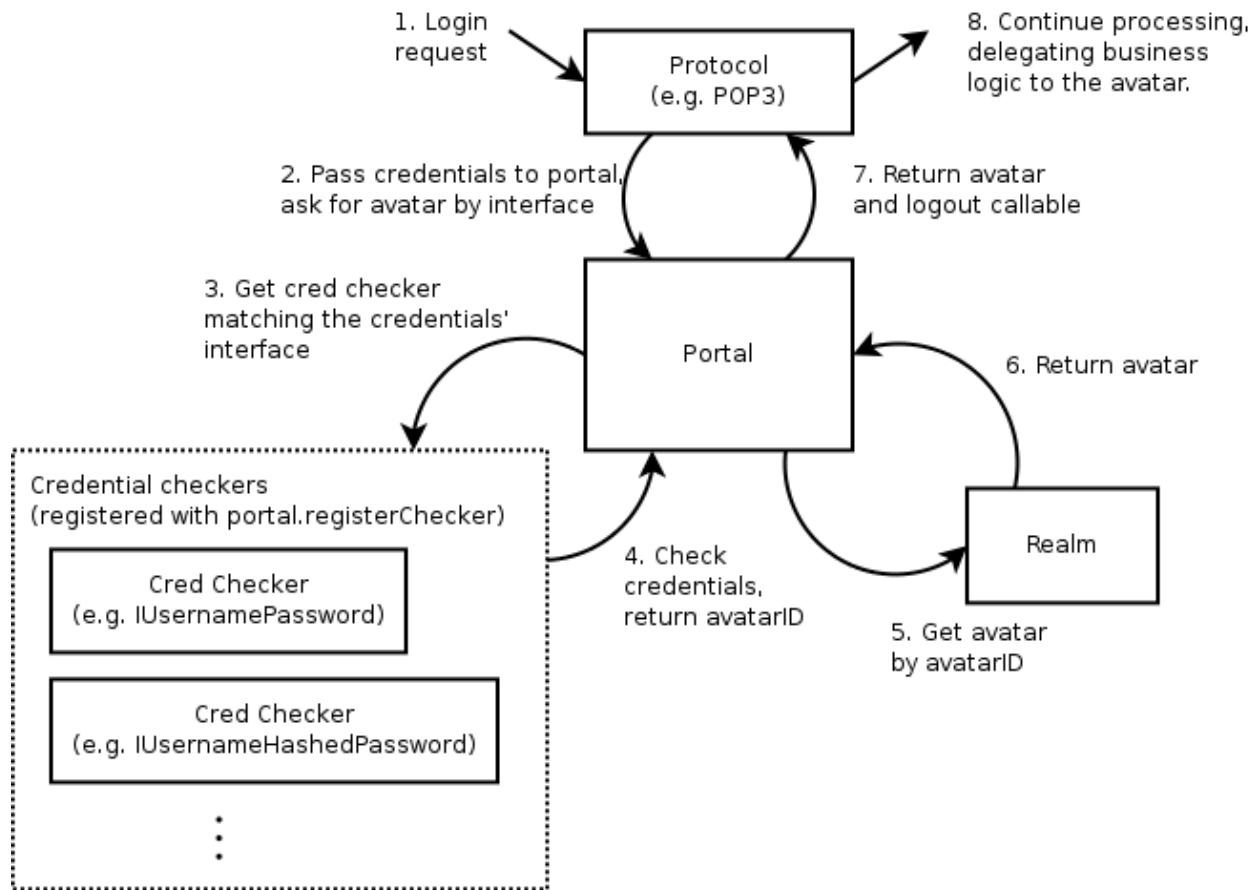 1. Login
request
Protocol
(e.g. POP3)
8. Continue processing,
delegating business
logic to the avatar.
2. Pass credentials to portal,
ask for avatar by interface
7. Return avatar
and logout callable
3. Get cred checker
matching the credentials'
interface
Portal
6. Return avatar
Credential checkers
(registered with portal.registerChecker)
Cred Checker
(e.g. IUsernamePassword)
4. Check
credentials,
return avatarID
Realm
5. Get avatar
by avatarID
Cred Checker
(e.g. IUsernameHashedPassword)